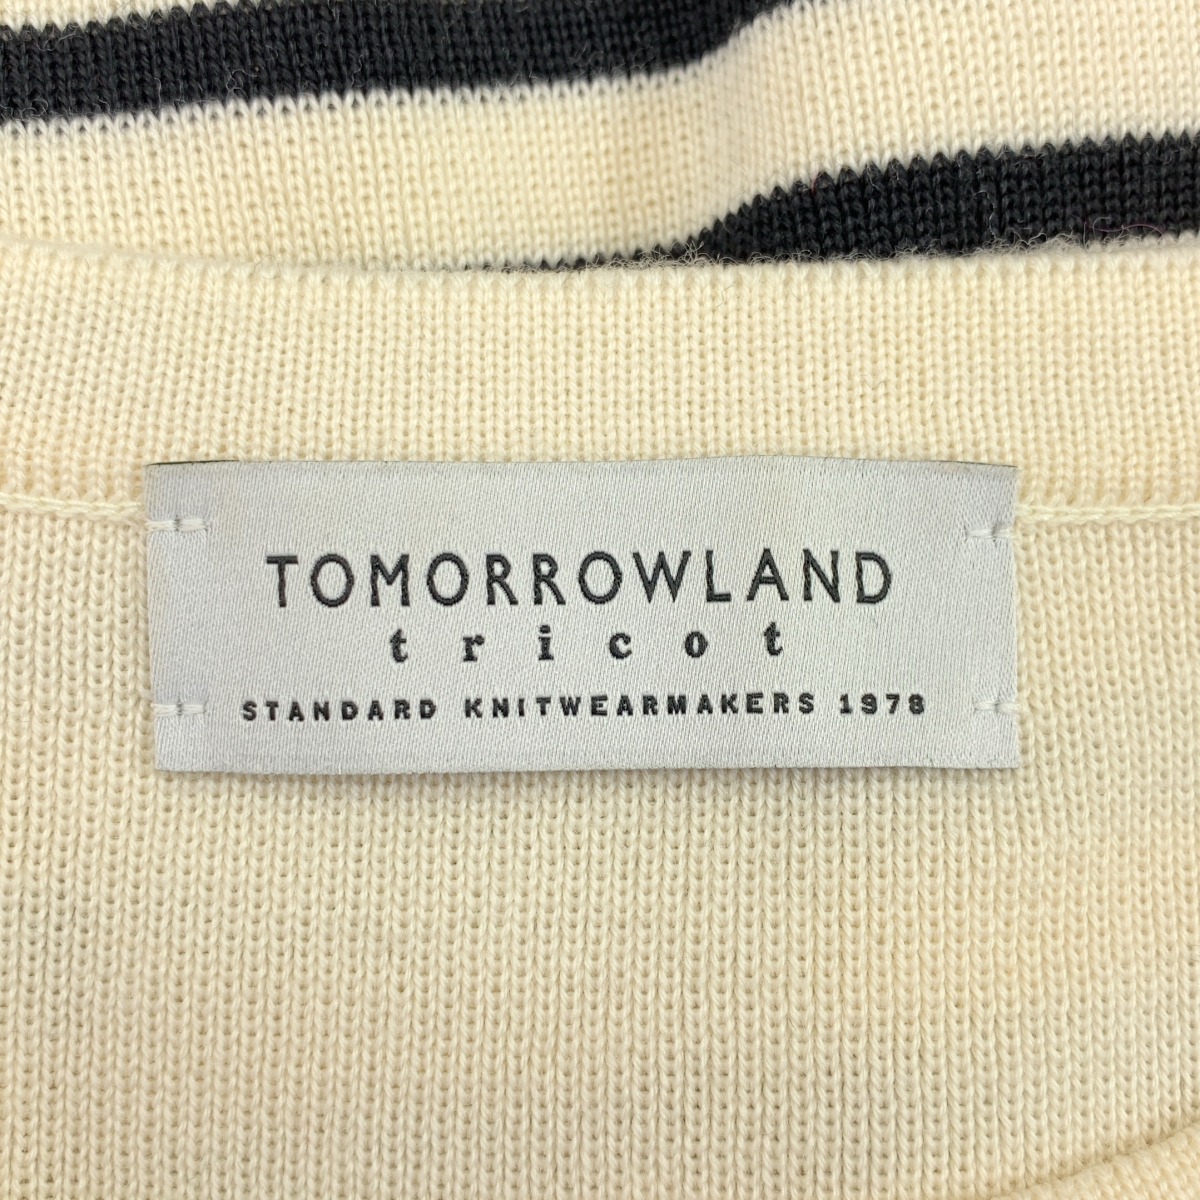 TOMORROWLAND
tricot
STANDARD KNITWEARMAKERS 1978